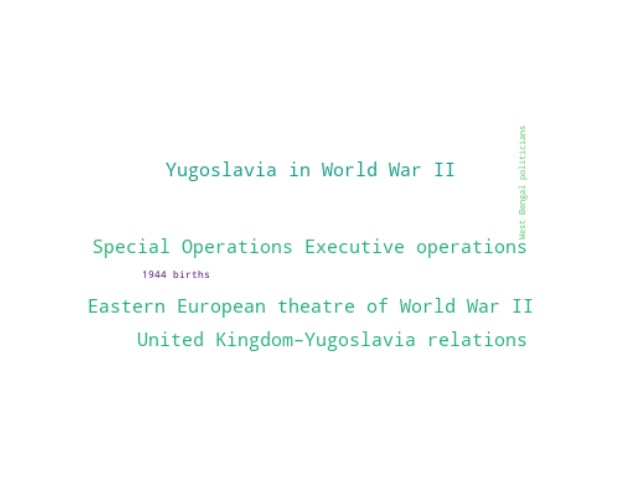 West Bengal politicians
Yugoslavia in World War II
Special Operations Executive operations
1944 births
Eastern European theatre of World War II
United Kingdom–Yugoslavia relations